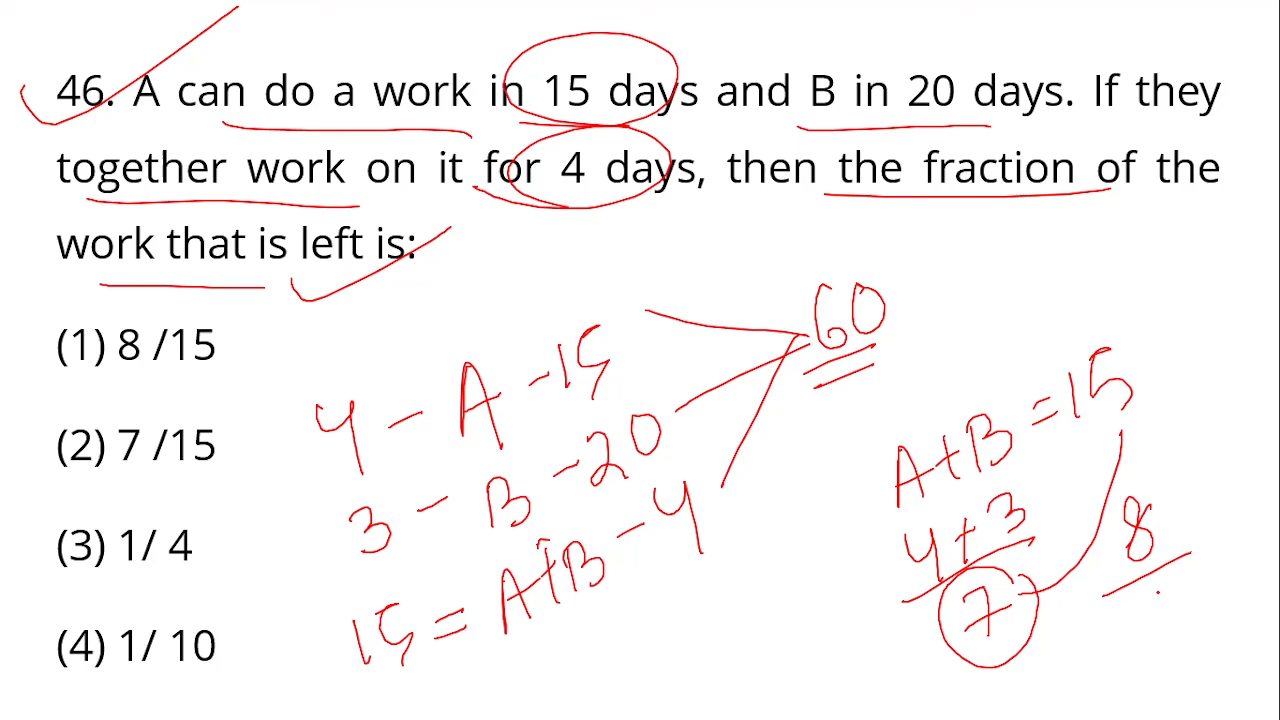 46. A can do a work in 15 days and B in 20 days. If they
together work on it for 4 days, then the fraction of the
work that is left is:
(1) 8 /15
(2) 7 /15
(3) 1/ 4
(4) 1/ 10
60
4 - A - 15
3 - B - 20
15 = A+B - 4
A+B = 15
4+3
7
8